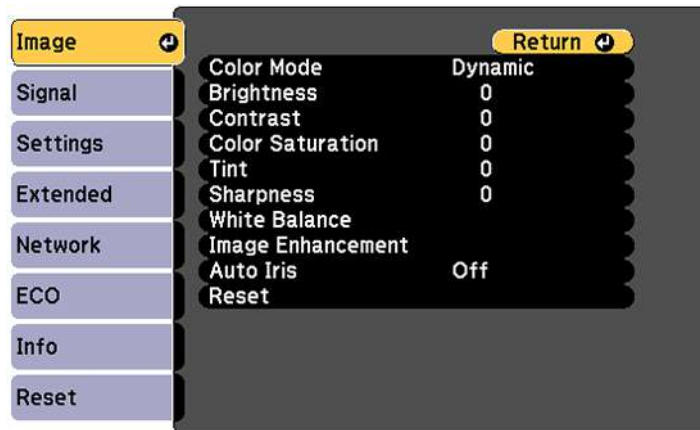 Image
Signal
Settings
Extended
Network
ECO
Info
Reset
Return
Color Mode Dynamic
Brightness 0
Contrast 0
Color Saturation 0
Tint 0
Sharpness 0
White Balance
Image Enhancement
Auto Iris Off
Reset